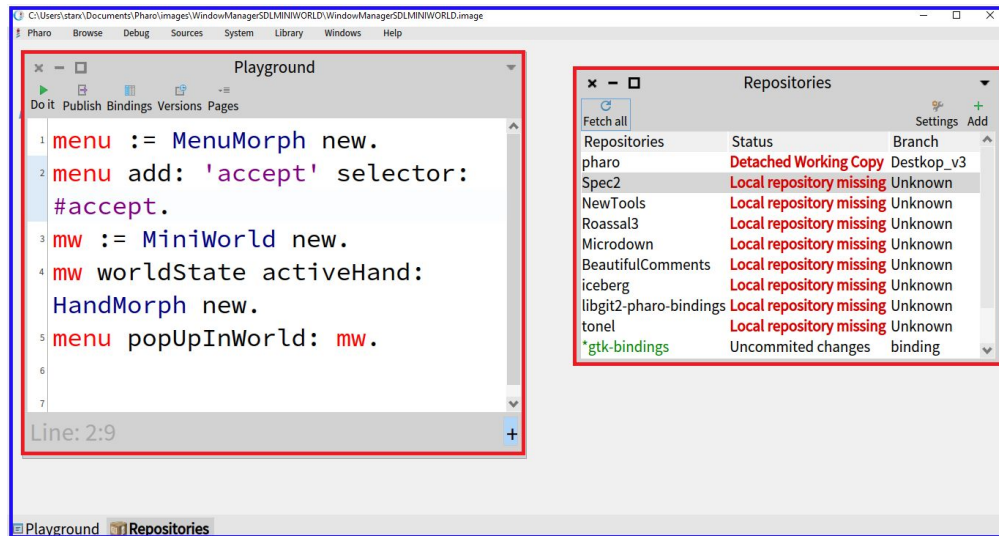 C:\Users\starx\Documents\Pharo\images\WindowManagerSDLMINIWORLD\WindowManagerSDLMINIWORLD.image
Pharo Browse Debug Sources System Library Windows Help
Playground
Do it Publish Bindings Versions Pages
1 menu := MenuMorph new.
2 menu add: 'accept' selector:
#accept.
3 mw := MiniWorld new.
4 mw worldState activeHand:
HandMorph new.
5 menu popUpInWorld: mw.
6
7
Line: 2:9
+
Repositories
Fetch all Settings Add
Repositories Status Branch
pharo Detached Working Copy Destkop_v3
Spec2 Local repository missing Unknown
NewTools Local repository missing Unknown
Roassal3 Local repository missing Unknown
Microdown Local repository missing Unknown
BeautifulComments Local repository missing Unknown
iceberg Local repository missing Unknown
libgit2-pharo-bindings Local repository missing Unknown
tonel Local repository missing Unknown
*gtk-bindings Uncommited changes binding
Playground Repositories